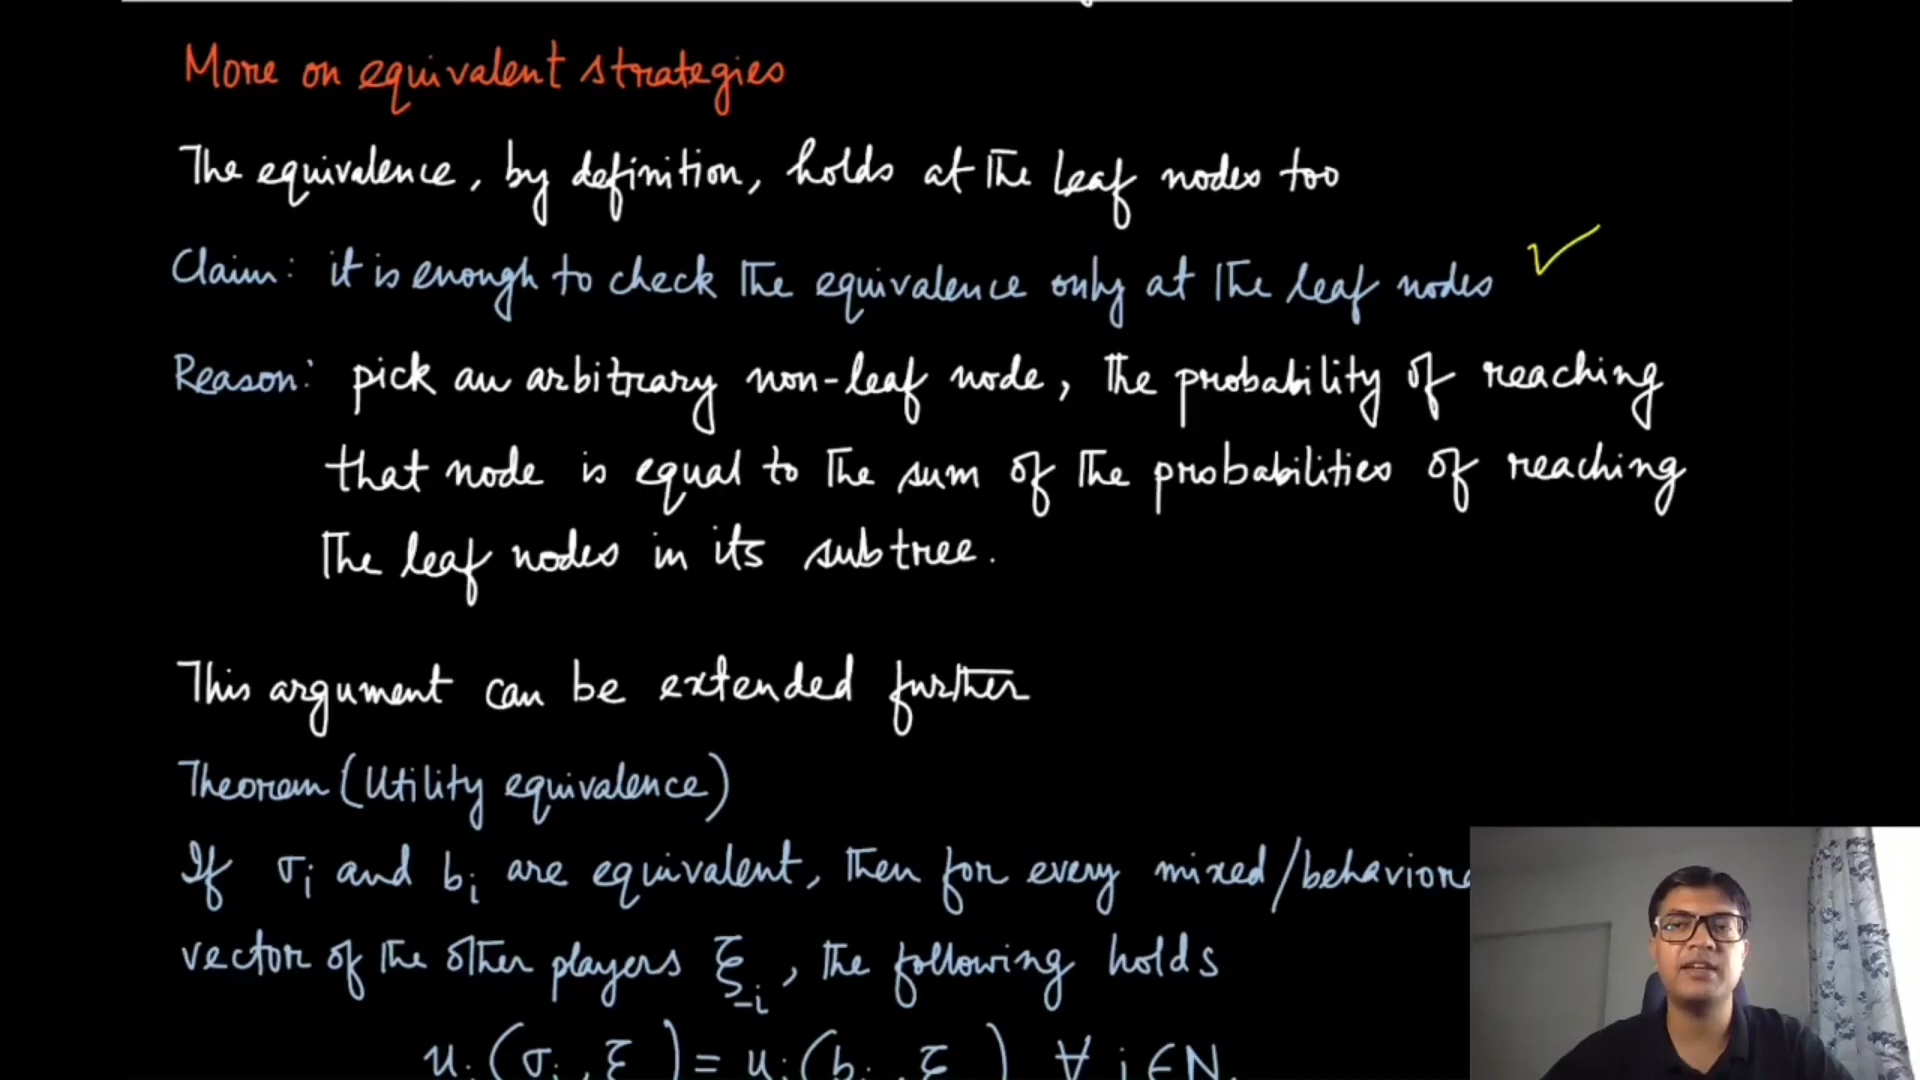 More on equivalent strategies
The equivalence, by definition, holds at the leaf nodes too
Claim: it is enough to check the equivalence only at the leaf nodes ✓
Reason: pick an arbitrary non-leaf node, the probability of reaching
that node is equal to the sum of the probabilities of reaching
the leaf nodes in its subtree.
This argument can be extended further
Theorem (Utility equivalence)
If σi and bi are equivalent, then for every mixed/behaviora
vector of the other players ξ-i, the following holds